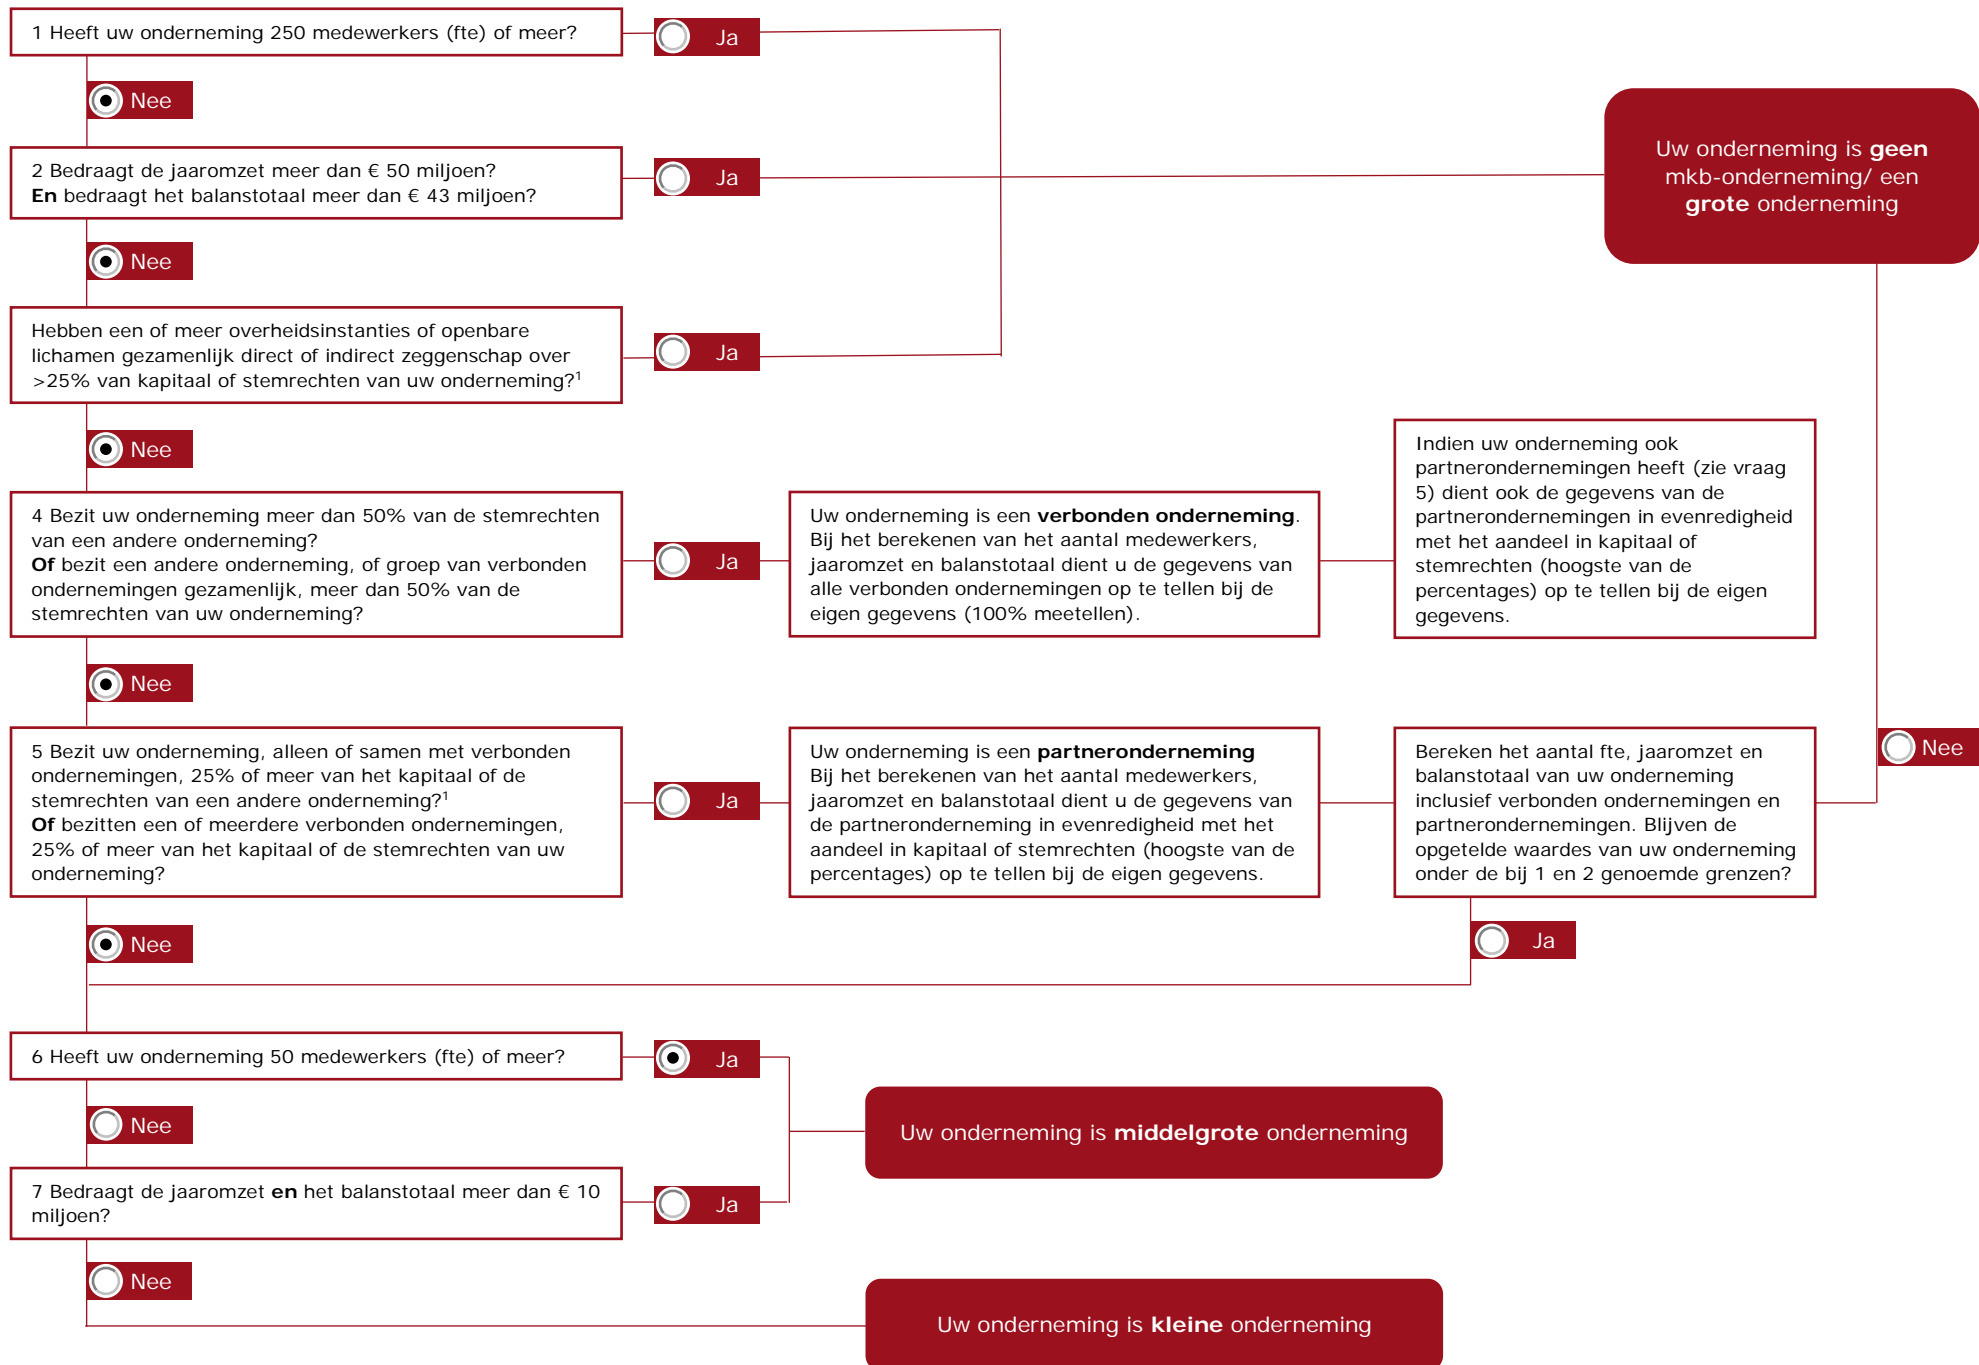 1 Heeft uw onderneming 250 medewerkers (fte) of meer?
Ja
Nee
2 Bedraagt de jaaromzet meer dan € 50 miljoen?
En bedraagt het balanstotaal meer dan € 43 miljoen?
Ja
Uw onderneming is geen
mkb-onderneming/ een
grote onderneming
Nee
Hebben een of meer overheidsinstanties of openbare
lichamen gezamenlijk direct of indirect zeggenschap over
>25% van kapitaal of stemrechten van uw onderneming?¹
Ja
Nee
4 Bezit uw onderneming meer dan 50% van de stemrechten
van een andere onderneming?
Of bezit een andere onderneming, of groep van verbonden
ondernemingen gezamenlijk, meer dan 50% van de
stemrechten van uw onderneming?
Ja
Uw onderneming is een verbonden onderneming.
Bij het berekenen van het aantal medewerkers,
jaaromzet en balanstotaal dient u de gegevens van
alle verbonden ondernemingen op te tellen bij de
eigen gegevens (100% meetellen).
Indien uw onderneming ook
partnerondernemingen heeft (zie vraag
5) dient ook de gegevens van de
partnerondernemingen in evenredigheid
met het aandeel in kapitaal of
stemrechten (hoogste van de
percentages) op te tellen bij de eigen
gegevens.
Nee
5 Bezit uw onderneming, alleen of samen met verbonden
ondernemingen, 25% of meer van het kapitaal of de
stemrechten van een andere onderneming?¹
Of bezitten een of meerdere verbonden ondernemingen,
25% of meer van het kapitaal of de stemrechten van uw
onderneming?
Ja
Uw onderneming is een partneronderneming
Bij het berekenen van het aantal medewerkers,
jaaromzet en balanstotaal dient u de gegevens van
de partneronderneming in evenredigheid met het
aandeel in kapitaal of stemrechten (hoogste van de
percentages) op te tellen bij de eigen gegevens.
Bereken het aantal fte, jaaromzet en
balanstotaal van uw onderneming
inclusief verbonden ondernemingen en
partnerondernemingen. Blijven de
opgetelde waardes van uw onderneming
onder de bij 1 en 2 genoemde grenzen?
Nee
Nee
Ja
6 Heeft uw onderneming 50 medewerkers (fte) of meer?
Ja
Nee
Uw onderneming is middelgrote onderneming
7 Bedraagt de jaaromzet en het balanstotaal meer dan € 10
miljoen?
Ja
Nee
Uw onderneming is kleine onderneming